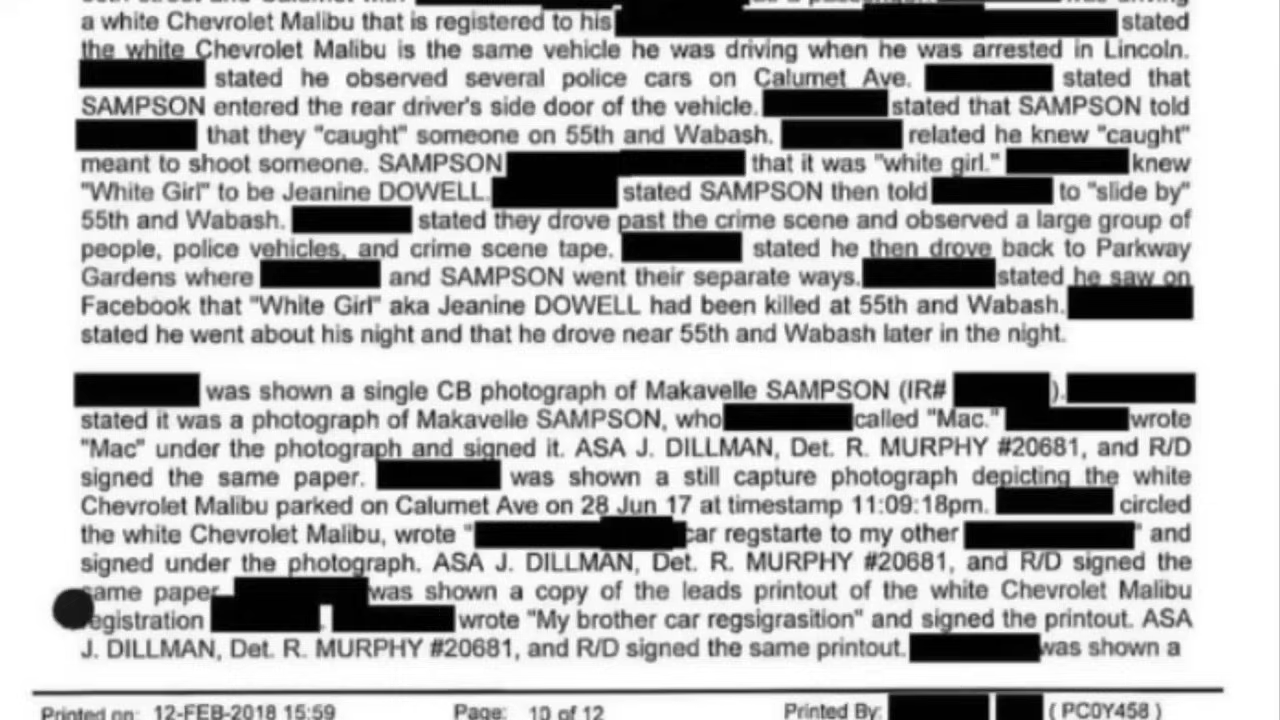 a white Chevrolet Malibu that is registered to his stated
the white Chevrolet Malibu is the same vehicle he was driving when he was arrested in Lincoln.
stated he observed several police cars on Calumet Ave. stated that
SAMPSON entered the rear driver's side door of the vehicle. stated that SAMPSON told
that they "caught" someone on 55th and Wabash. related he knew "caught"
meant to shoot someone. SAMPSON that it was "white girl." knew
"White Girl" to be Jeanine DOWELL. stated SAMPSON then told to "slide by"
55th and Wabash. stated they drove past the crime scene and observed a large group of
people, police vehicles, and crime scene tape. stated he then drove back to Parkway
Gardens where and SAMPSON went their separate ways. stated he saw on
Facebook that "White Girl" aka Jeanine DOWELL had been killed at 55th and Wabash.
stated he went about his night and that he drove near 55th and Wabash later in the night.
was shown a single CB photograph of Makavelle SAMPSON (IR# ).
stated it was a photograph of Makavelle SAMPSON, who called "Mac." wrote
"Mac" under the photograph and signed it. ASA J. DILLMAN, Det. R. MURPHY #20681, and R/D
signed the same paper. was shown a still capture photograph depicting the white
Chevrolet Malibu parked on Calumet Ave on 28 Jun 17 at timestamp 11:09:18pm. circled
the white Chevrolet Malibu, wrote " car regstarte to my other " and
signed under the photograph. ASA J. DILLMAN, Det. R. MURPHY #20681, and R/D signed the
same paper was shown a copy of the leads printout of the white Chevrolet Malibu
egistration . wrote "My brother car regsigrasition" and signed the printout. ASA
J. DILLMAN, Det. R. MURPHY #20681, and R/D signed the same printout. was shown a
Printed on: 12-FEB-2018 15:59 Page: 10 of 12 Printed By: ( PC0Y458 )